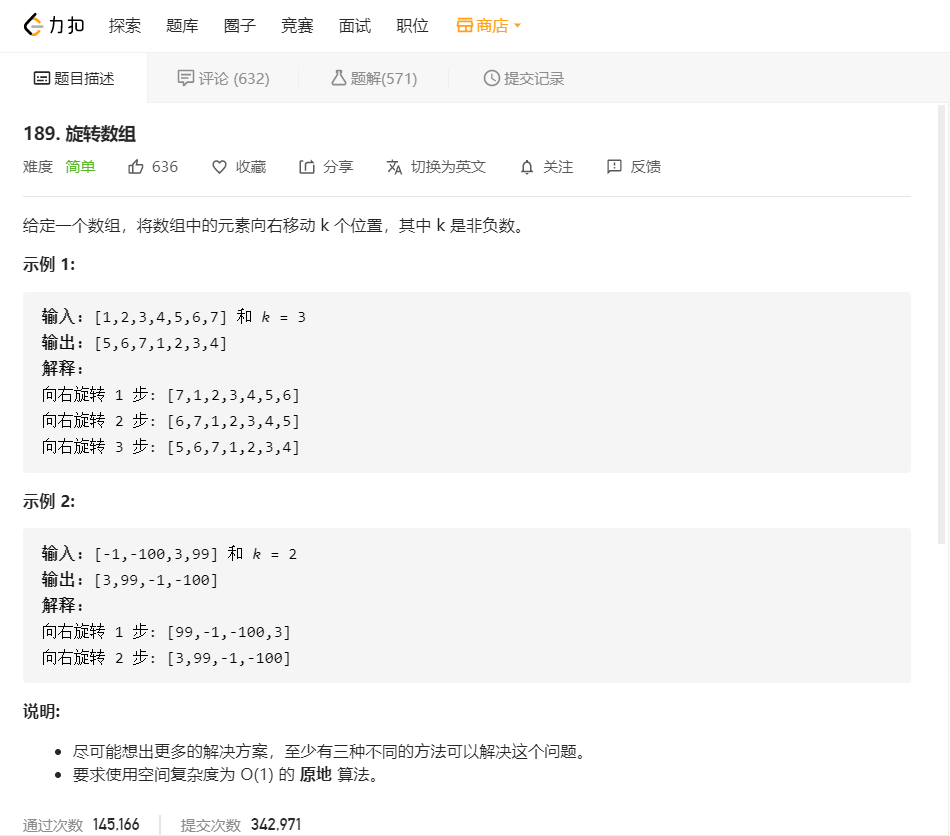 力扣 探索 题库 圈子 竞赛 面试 职位 商店
题目描述 评论 (632) 题解(571) 提交记录
189. 旋转数组
难度 简单 636 收藏 分享 切换为英文 关注 反馈
给定一个数组，将数组中的元素向右移动 k 个位置，其中 k 是非负数。
示例 1:
输入: [1,2,3,4,5,6,7] 和 k = 3
输出: [5,6,7,1,2,3,4]
解释:
向右旋转 1 步: [7,1,2,3,4,5,6]
向右旋转 2 步: [6,7,1,2,3,4,5]
向右旋转 3 步: [5,6,7,1,2,3,4]
示例 2:
输入: [-1,-100,3,99] 和 k = 2
输出: [3,99,-1,-100]
解释:
向右旋转 1 步: [99,-1,-100,3]
向右旋转 2 步: [3,99,-1,-100]
说明:
• 尽可能想出更多的解决方案，至少有三种不同的方法可以解决这个问题。
• 要求使用空间复杂度为 O(1) 的 原地 算法。
通过次数 145,166 提交次数 342,971